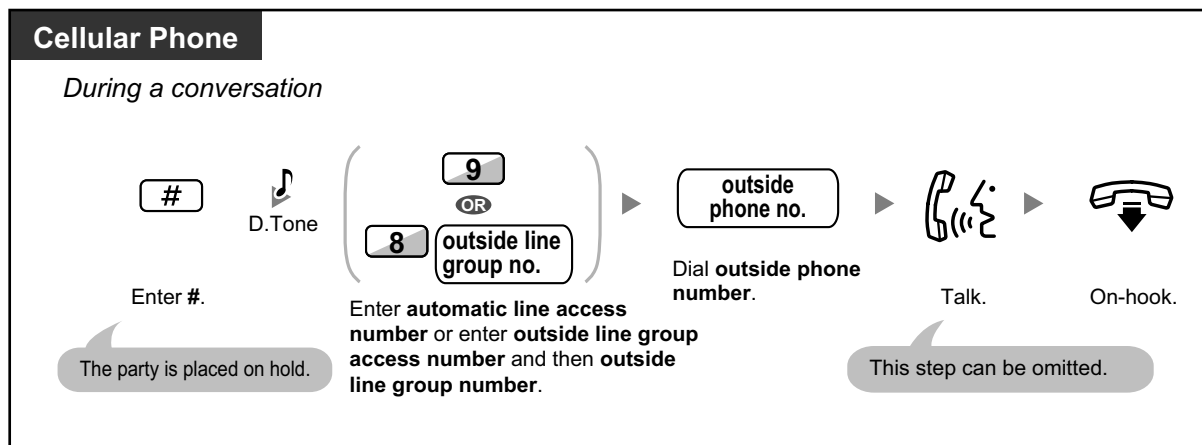 Cellular Phone
During a conversation
#
D.Tone
Enter #.
The party is placed on hold.
9
OR
8 outside line
group no.
Enter automatic line access
number or enter outside line group
access number and then outside
line group number.
outside
phone no.
Dial outside phone
number.
Talk.
This step can be omitted.
On-hook.